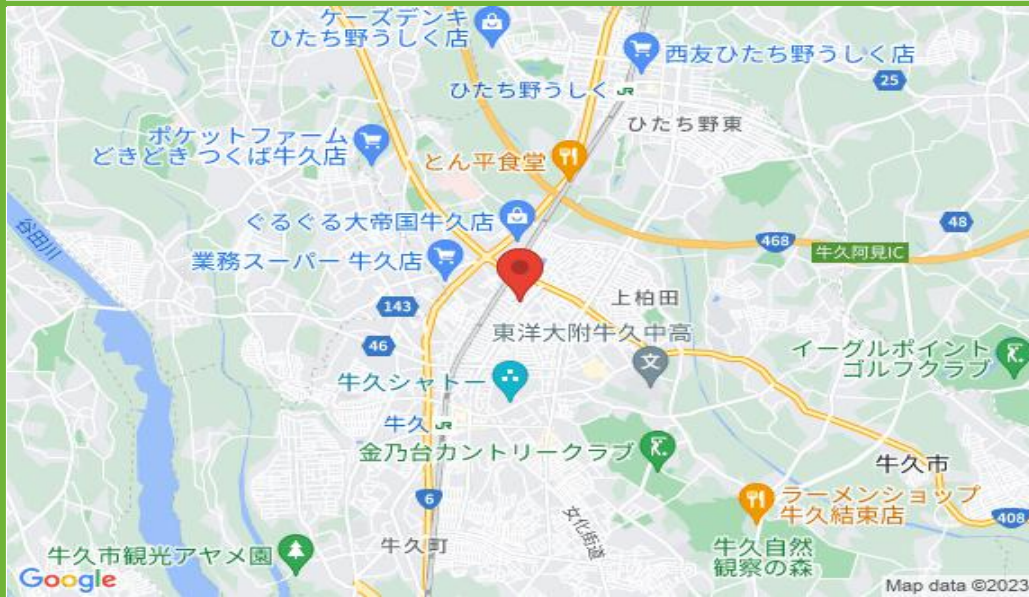 ケーズデンキ
ひたち野うしく店
西友ひたち野うしく店
25
ひたち野うしく JR
ひたち野東
ポケットファーム
どきどき つくば牛久店
とん平食堂
谷田川
ぐるぐる大帝国牛久店
48
468
牛久阿見IC
業務スーパー 牛久店
上柏田
143
東洋大附牛久中高
文
46
イーグルポイント
ゴルフクラブ
牛久シャトー
牛久 JR
金乃台カントリークラブ
牛久市
6
ラーメンショップ
牛久結束店
408
文化街道
牛久町
牛久自然
観察の森
牛久市観光アヤメ園
Google
Map data ©2023